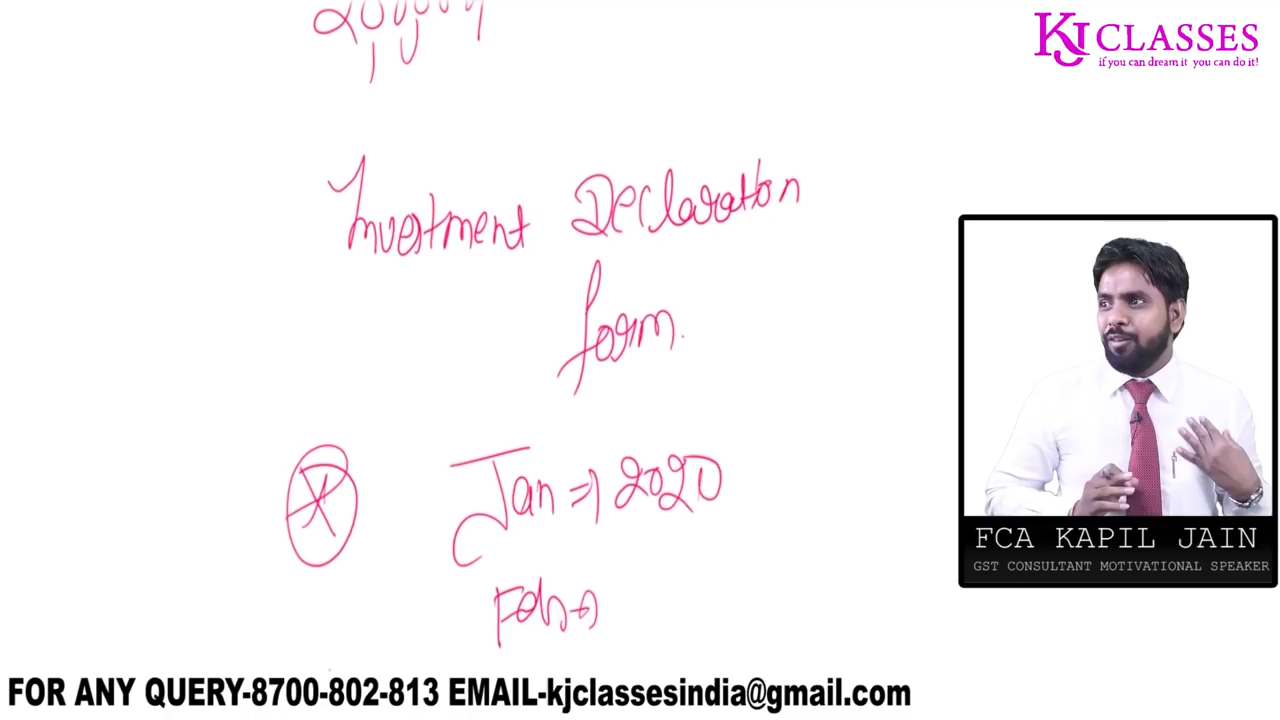 KJ CLASSES
if you can dream it you can do it!
Investment Declaration
form.
Jan => 2020
Feb =>
FCA KAPIL JAIN
GST CONSULTANT MOTIVATIONAL SPEAKER
FOR ANY QUERY-8700-802-813 EMAIL-kjclassesindia@gmail.com